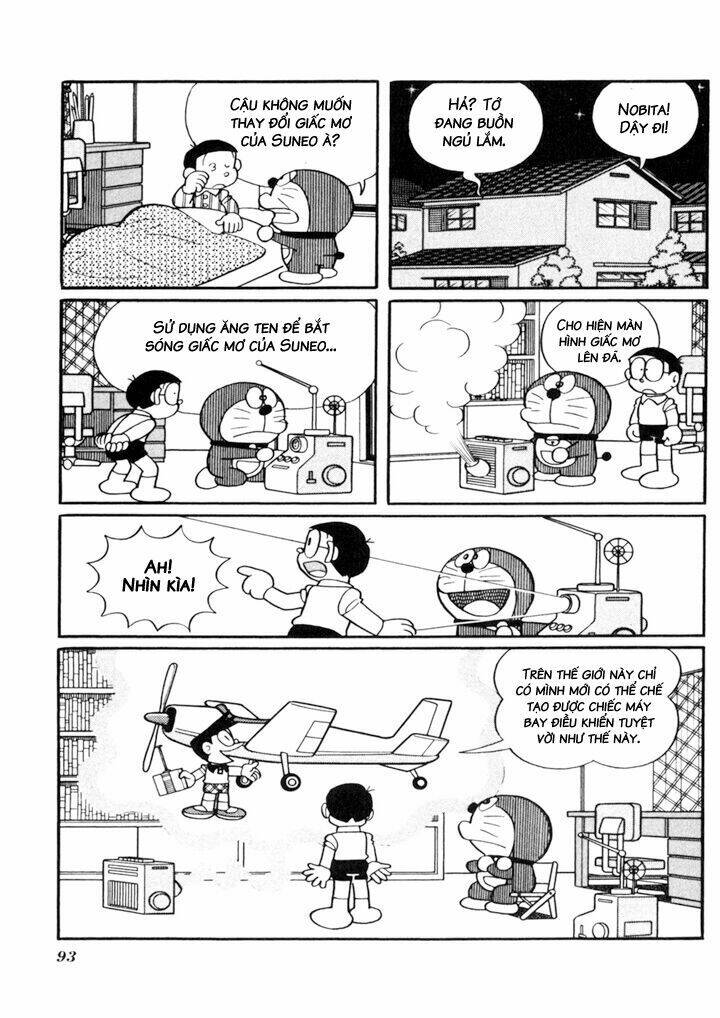 NOBITA!
DẬY ĐI!
HẢ? TỚ
ĐANG BUỒN
NGỦ LẮM.
CẬU KHÔNG MUỐN
THAY ĐỔI GIẤC MƠ
CỦA SUNEO À?
CHO HIỆN MÀN
HÌNH GIẤC MƠ
LÊN ĐÃ.
SỬ DỤNG ĂNG TEN ĐỂ BẮT
SÓNG GIẤC MƠ CỦA SUNEO...
AH!
NHÌN KÌA!
TRÊN THẾ GIỚI NÀY CHỈ
CÓ MÌNH MỚI CÓ THỂ CHẾ
TẠO ĐƯỢC CHIẾC MÁY
BAY ĐIỀU KHIỂN TUYỆT
VỜI NHƯ THẾ NÀY.
93